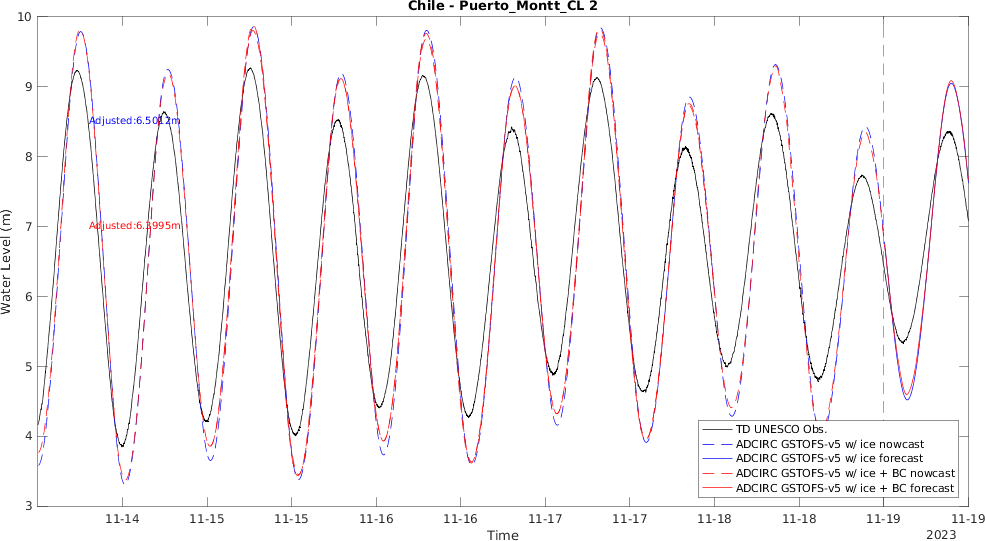 Chile - Puerto_Montt_CL 2
10
9
8
7
6
5
4
3
Water Level (m)
Adjusted:6.5012m
Adjusted:6.3995m
TD UNESCO Obs.
ADCIRC GSTOFS-v5 w/ ice nowcast
ADCIRC GSTOFS-v5 w/ ice forecast
ADCIRC GSTOFS-v5 w/ ice + BC nowcast
ADCIRC GSTOFS-v5 w/ ice + BC forecast
11-14 11-15 11-15 11-16 11-16 11-17 11-17 11-18 11-18 11-19 11-19
Time
2023